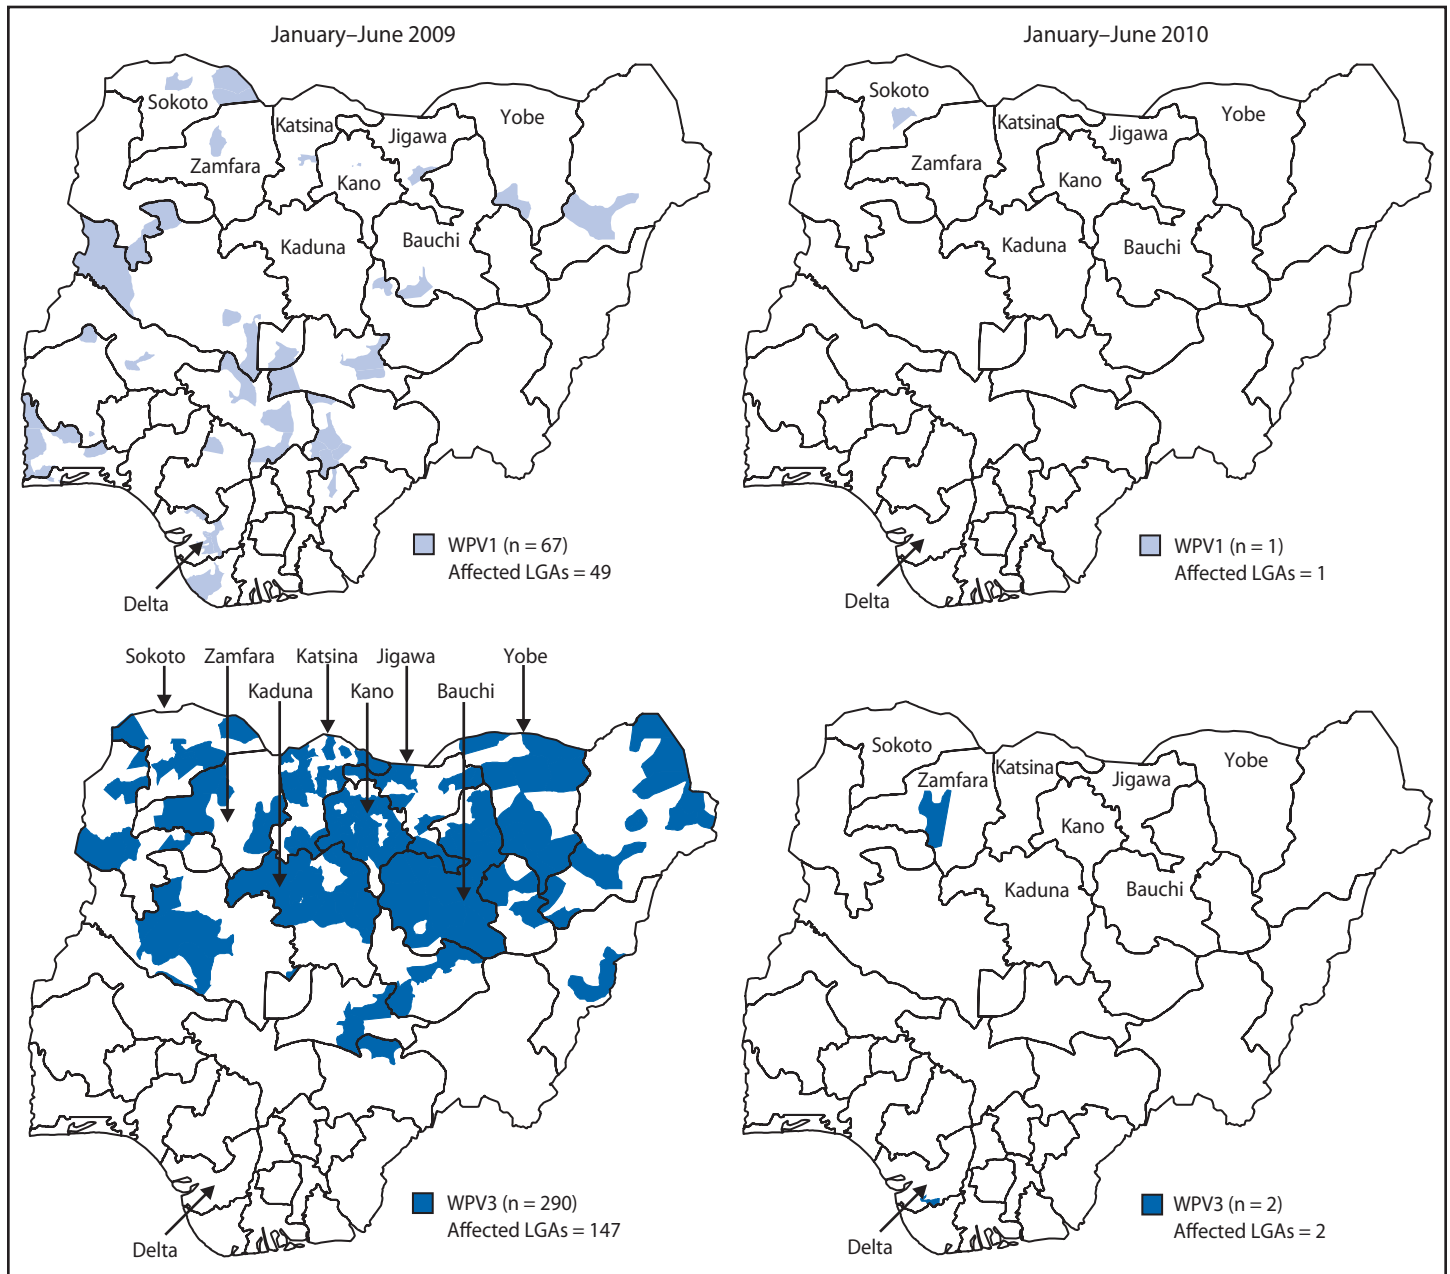 January–June 2009
Sokoto
Katsina
Jigawa
Yobe
Zamfara
Kano
Kaduna
Bauchi
WPV1 (n = 67)
Affected LGAs = 49
Delta
January–June 2010
Sokoto
Katsina
Jigawa
Yobe
Zamfara
Kano
Kaduna
Bauchi
WPV1 (n = 1)
Affected LGAs = 1
Delta
Sokoto Zamfara Katsina Jigawa Yobe
Kaduna Kano Bauchi
WPV3 (n = 290)
Affected LGAs = 147
Delta
Sokoto
Zamfara
Katsina
Jigawa
Yobe
Kano
Kaduna
Bauchi
WPV3 (n = 2)
Affected LGAs = 2
Delta